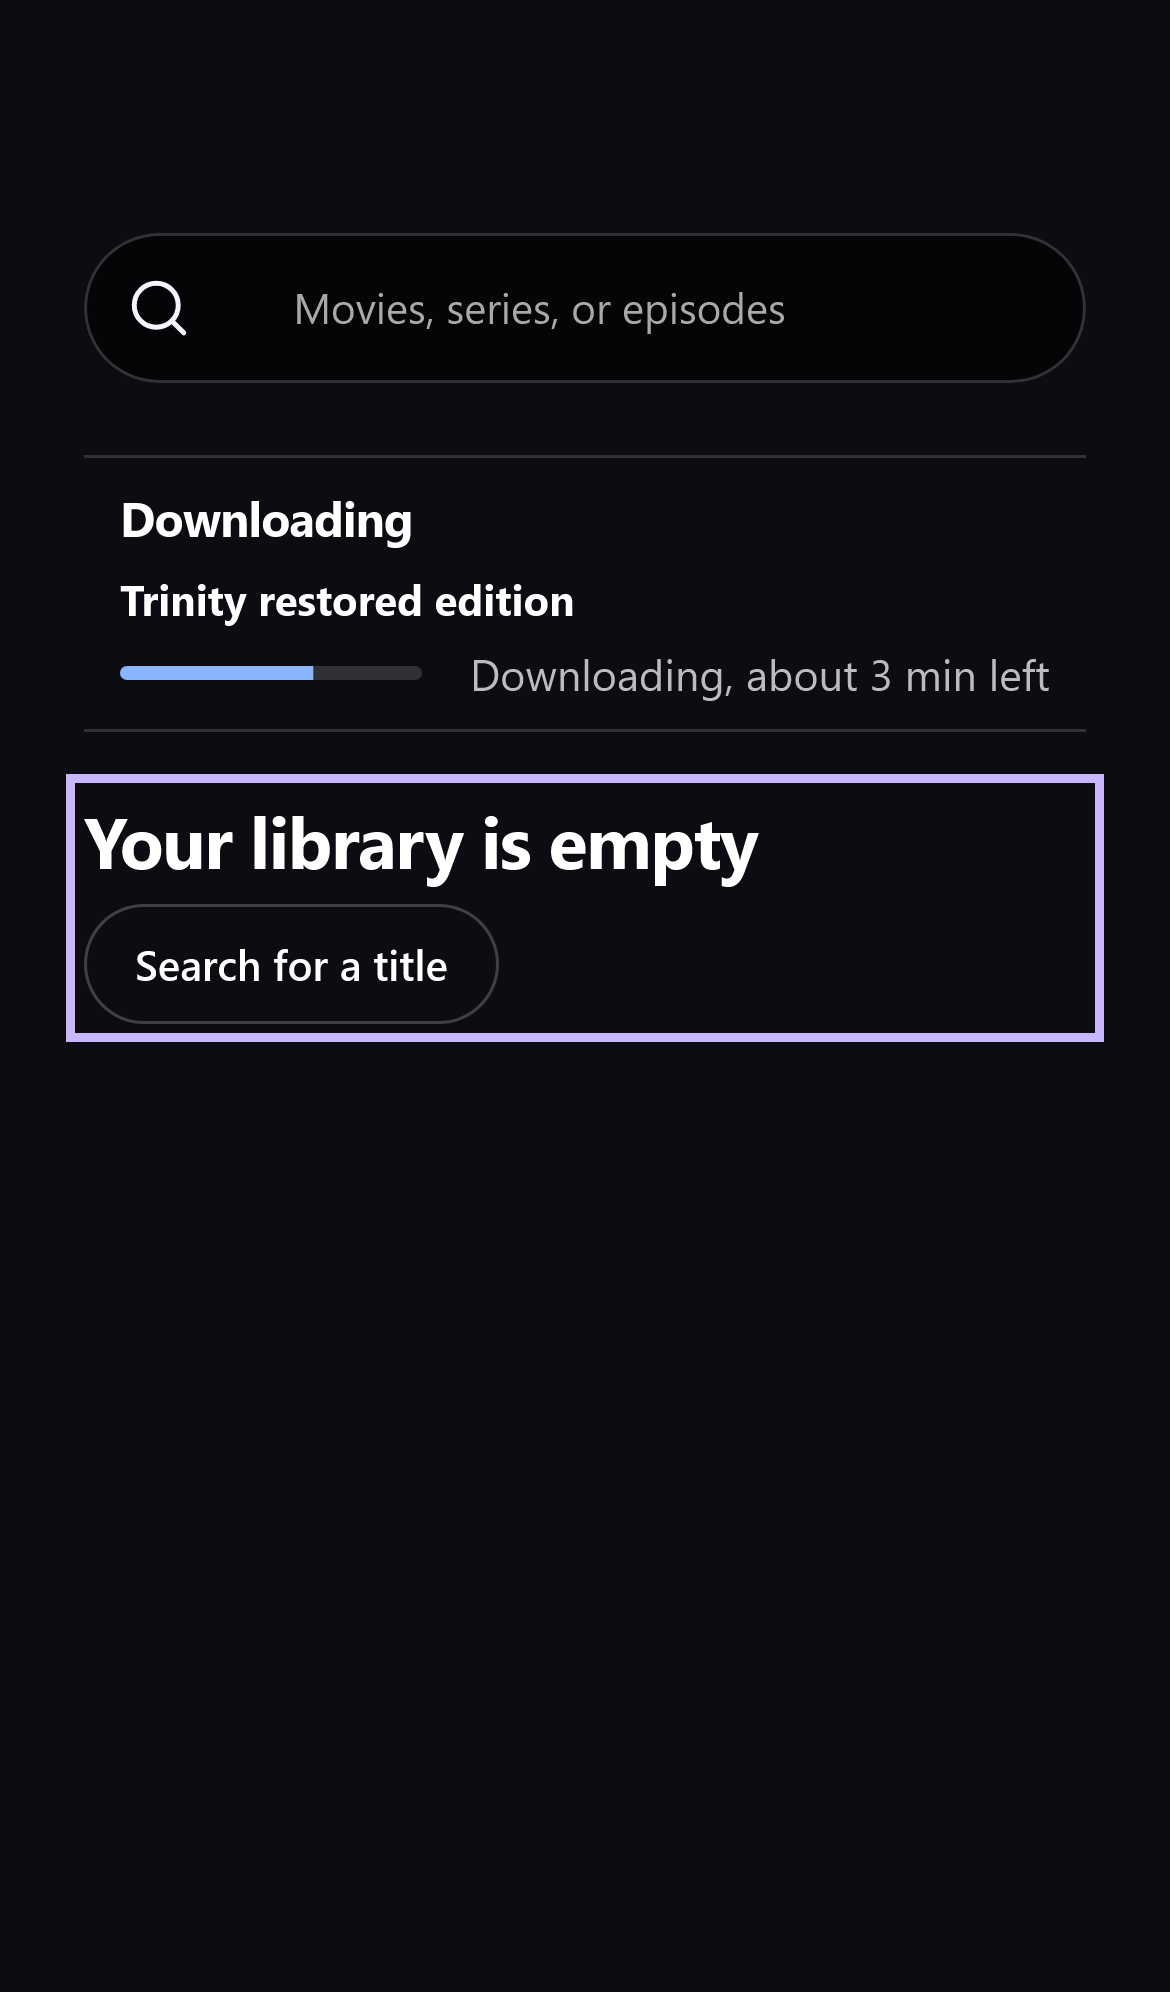 Movies, series, or episodes
Downloading
Trinity restored edition
Downloading, about 3 min left
Your library is empty
Search for a title